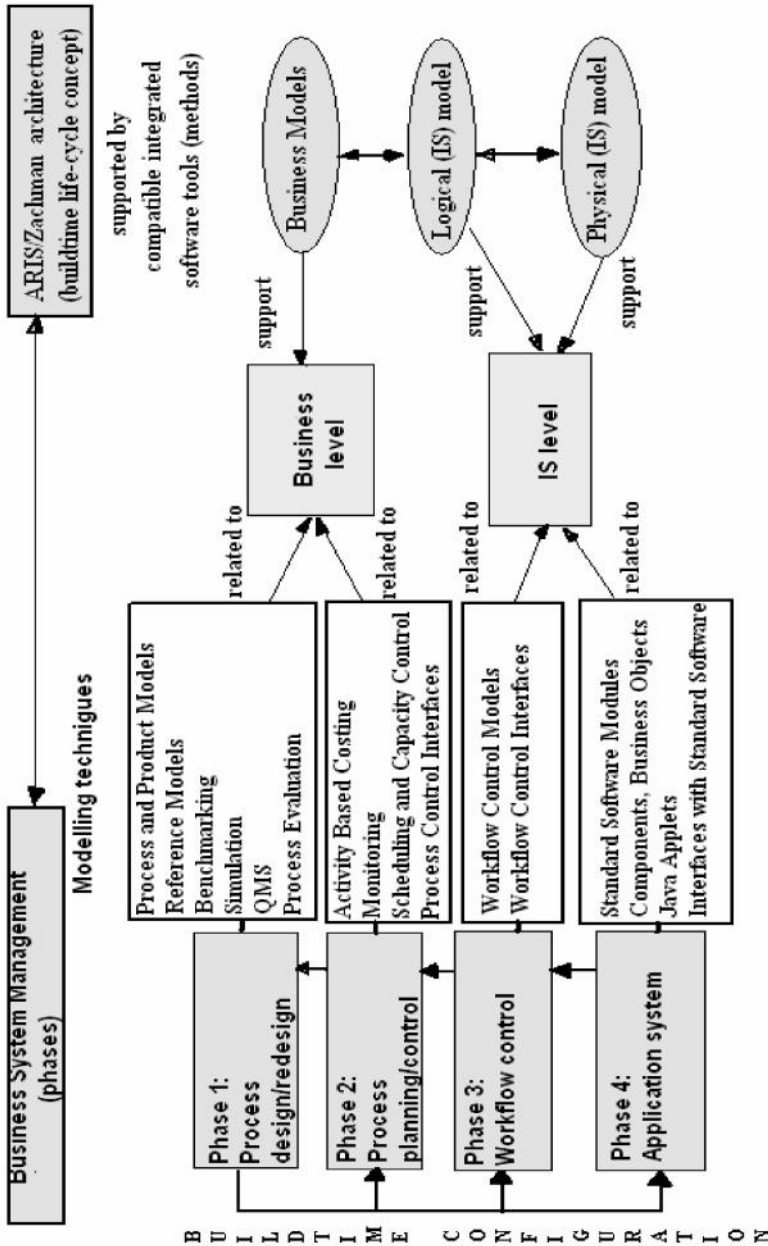 Business System Management
(phases)
ARIS/Zachman architecture
(buildtime life-cycle concept)
Modelling technigues
supported by
compatible integrated
software tools (methods)
BUILDTIME CONFIGURATION
Phase 1:
Process
design/redesign
Process and Product Models
Reference Models
Benchmarking
Simulation
QMS
Process Evaluation
related to
Business
level
support
Business Models
Phase 2:
Process
planning/control
Activity Based Costing
Monitoring
Scheduling and Capacity Control
Process Control Interfaces
related to
Phase 3:
Workflow control
Workflow Control Models
Workflow Control Interfaces
related to
IS level
support
Logical (IS) model
Phase 4:
Application system
Standard Software Modules
Components, Business Objects
Java Applets
Interfaces with Standard Software
related to
support
Physical (IS) model